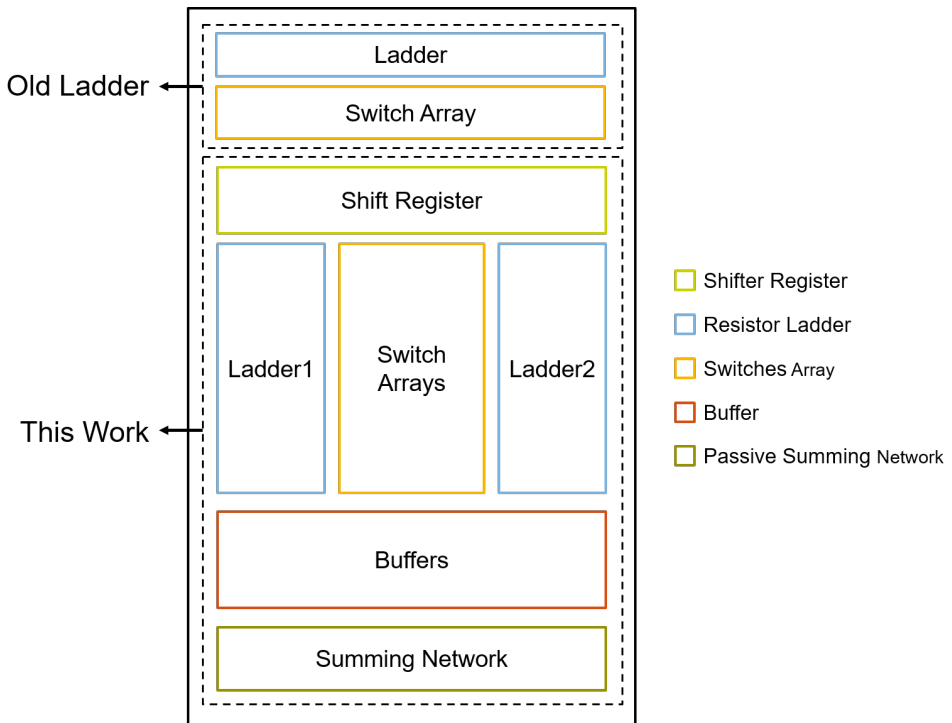 Ladder
Old Ladder
Switch Array
Shift Register
Ladder1
Switch
Arrays
Ladder2
This Work
Buffers
Summing Network
Shifter Register
Resistor Ladder
Switches Array
Buffer
Passive Summing Network